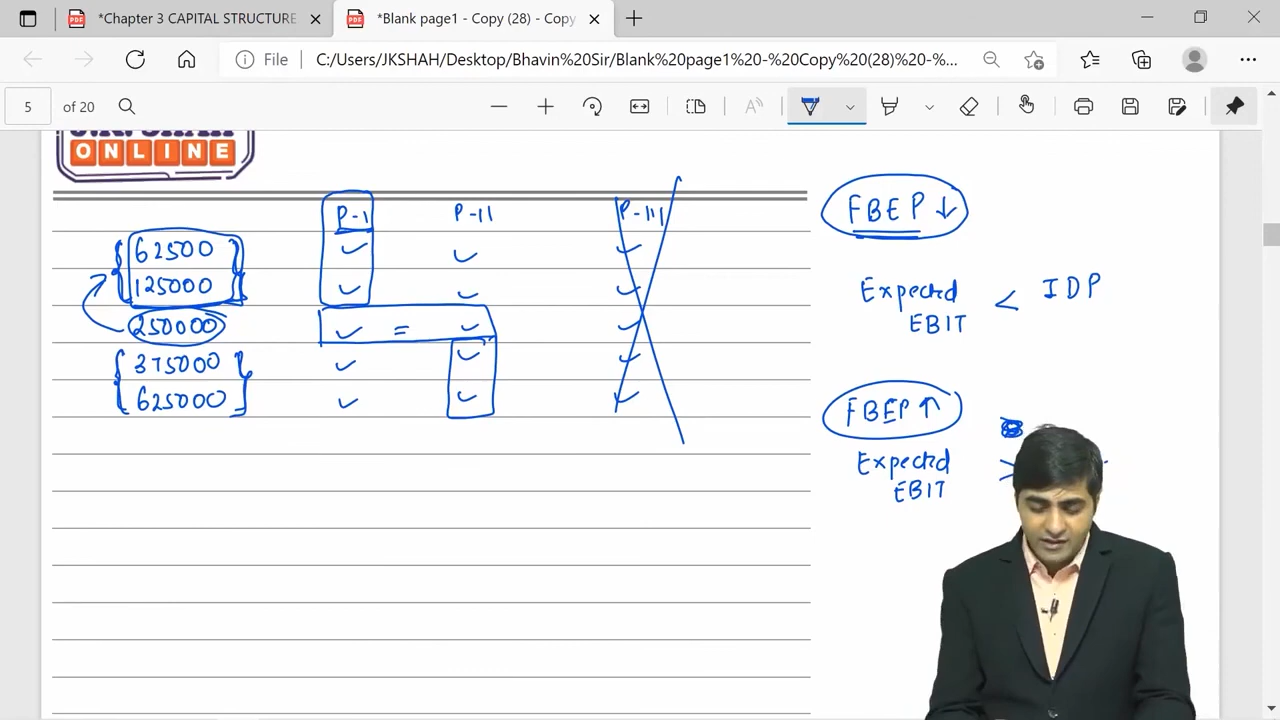 *Chapter 3 CAPITAL STRUCTURE
*Blank page1 - Copy (28) - Copy
File
C:/Users/JKSHAH/Desktop/Bhavin%20Sir/Blank%20page1%20-%20Copy%20(28)%20-%...
5 of 20
ONLINE
P-I P-II P-III
62500
125000
250000 =
375000
625000
FBEP ↓
Expected EBIT < IDP
FBEP ↑
Expected EBIT >